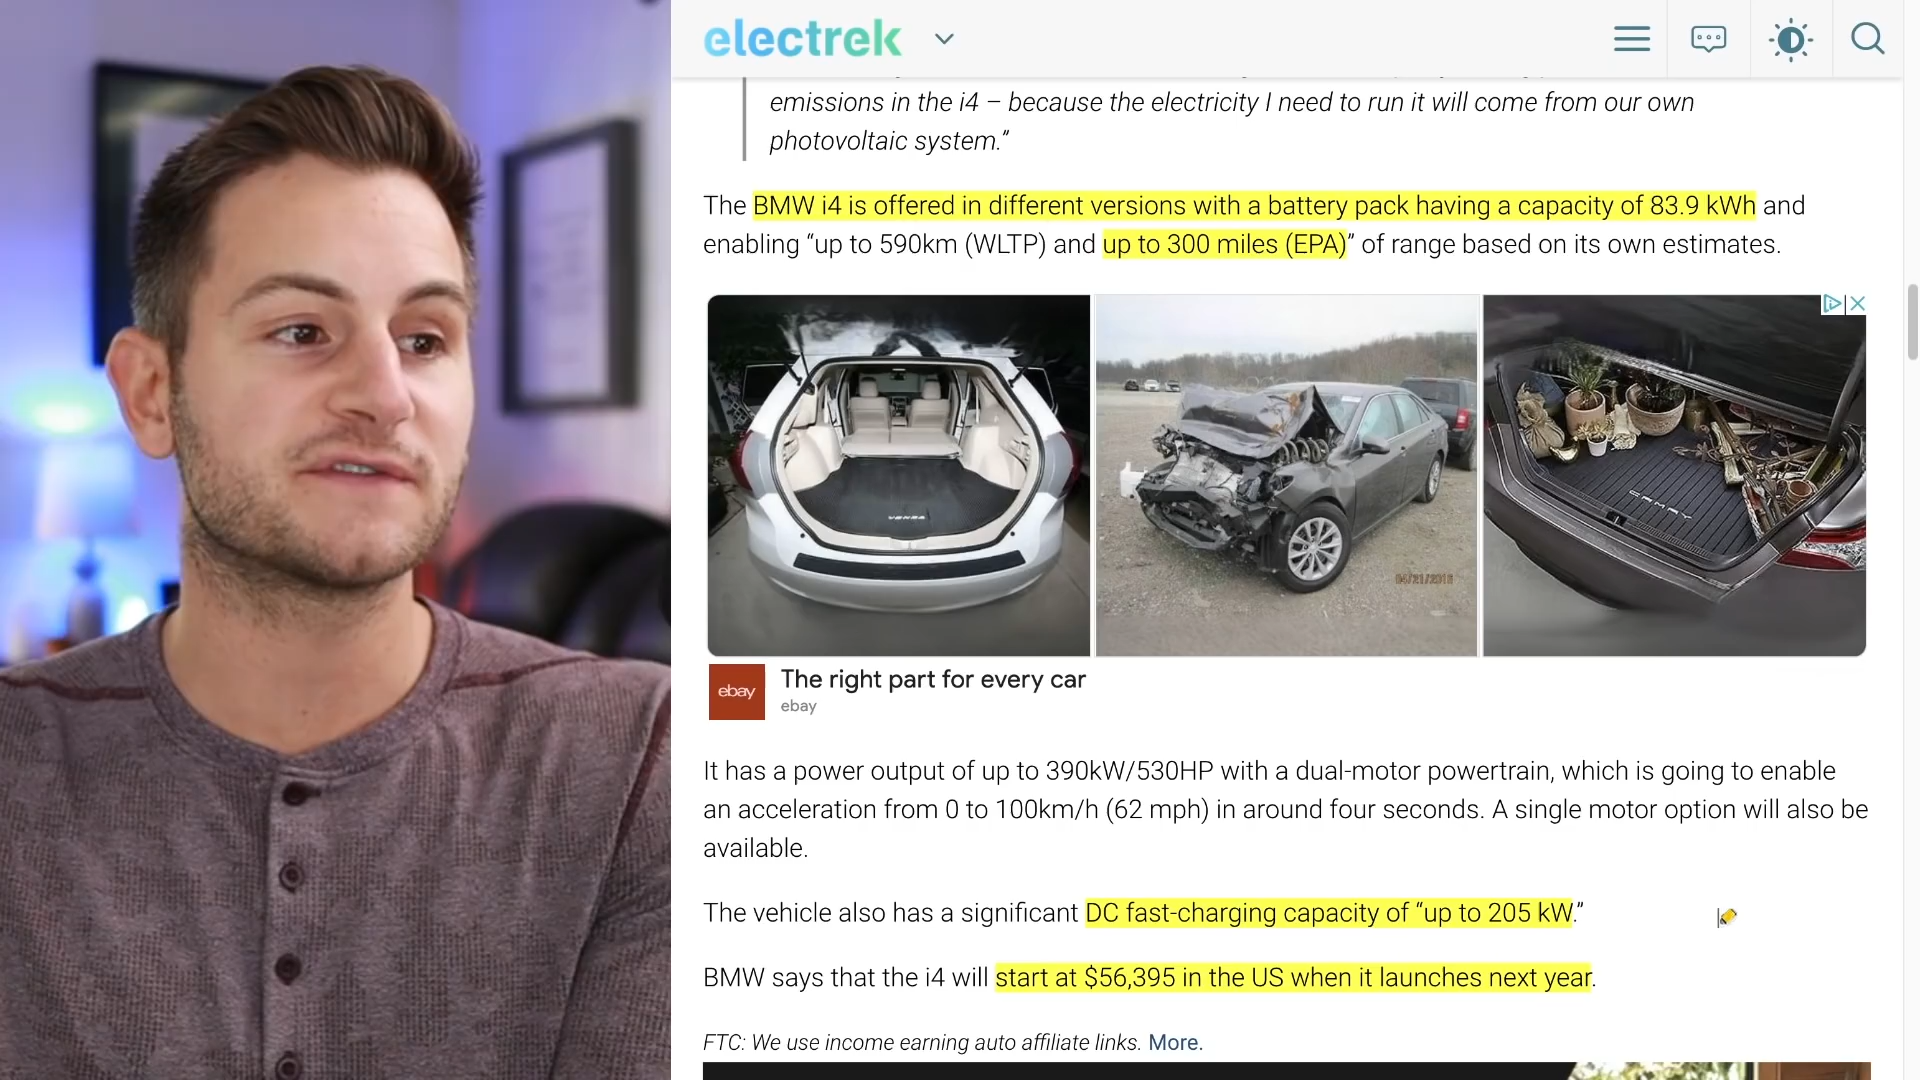 electrek
emissions in the i4 – because the electricity I need to run it will come from our own
photovoltaic system.”
The BMW i4 is offered in different versions with a battery pack having a capacity of 83.9 kWh and
enabling “up to 590km (WLTP) and up to 300 miles (EPA)” of range based on its own estimates.
VENZA
04/21/2016
CAMRY
ebay
The right part for every car
ebay
It has a power output of up to 390kW/530HP with a dual-motor powertrain, which is going to enable
an acceleration from 0 to 100km/h (62 mph) in around four seconds. A single motor option will also be
available.
The vehicle also has a significant DC fast-charging capacity of “up to 205 kW.”
BMW says that the i4 will start at $56,395 in the US when it launches next year.
FTC: We use income earning auto affiliate links. More.